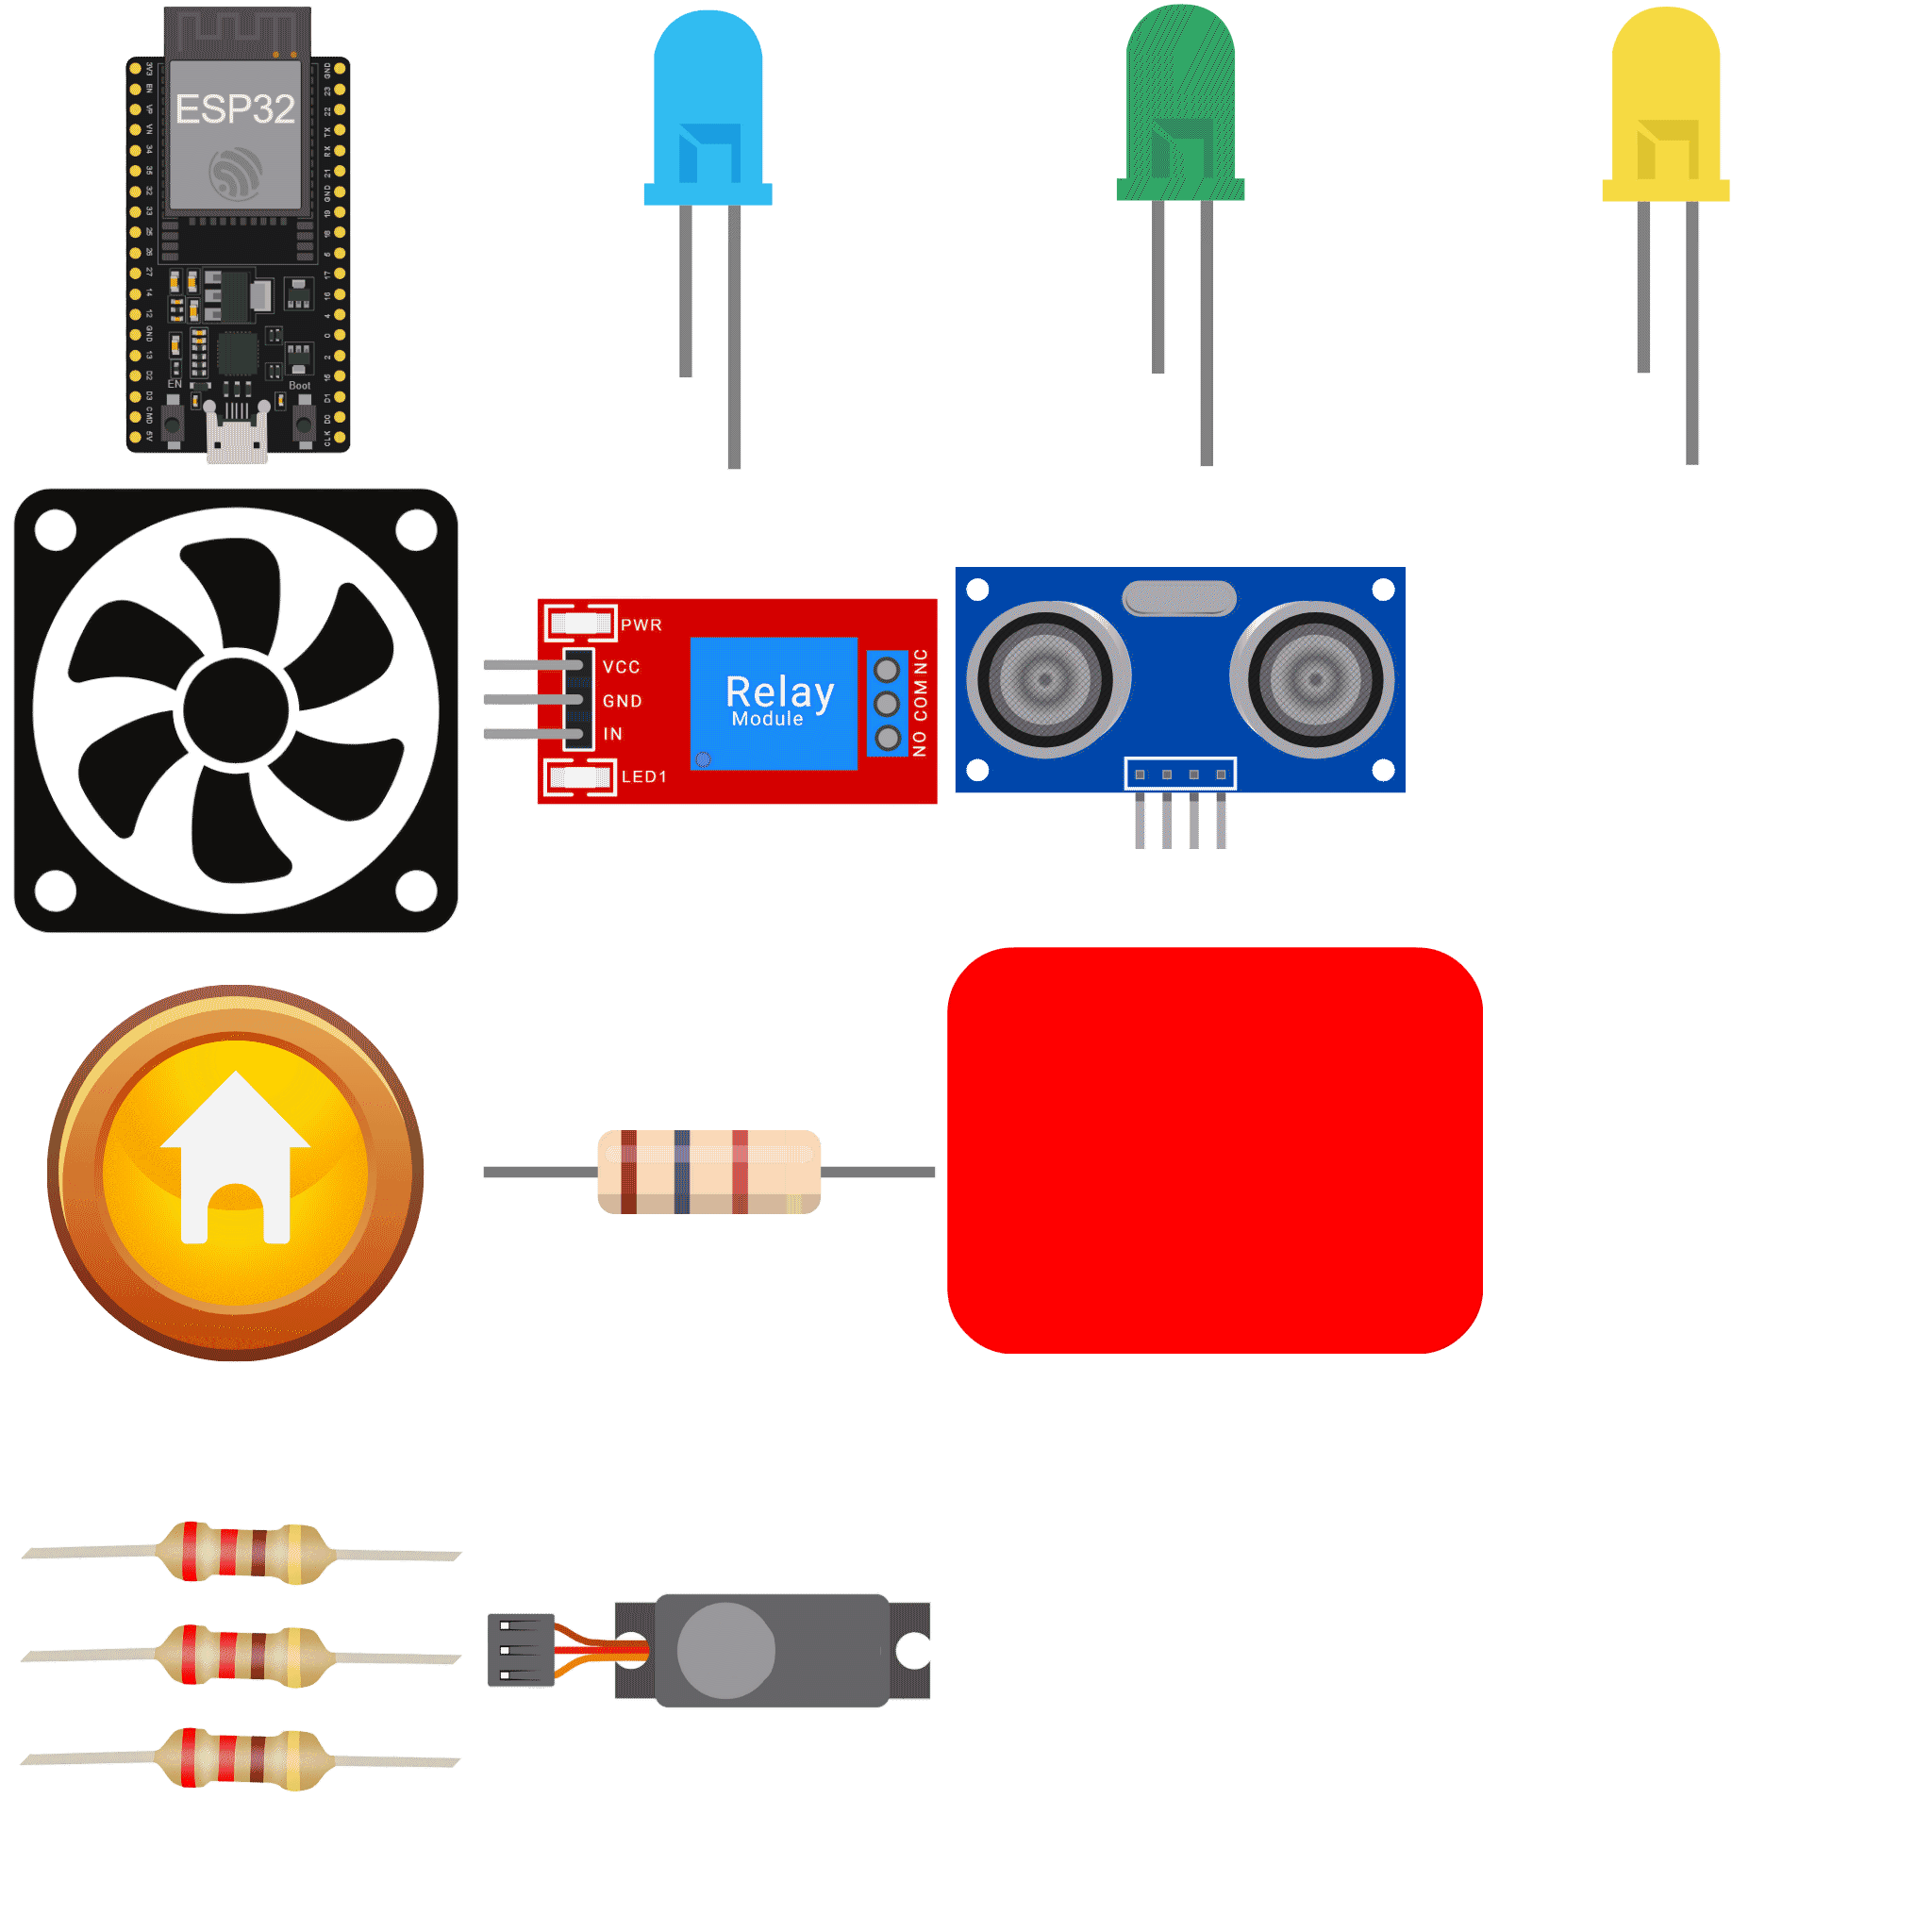 ESP32
3V3
EN
VP
VN
34
35
32
33
25
26
27
14
12
GND
13
D2
D3
CMD
5V
GND
23
22
TX
RX
21
GND
19
18
5
17
16
4
0
2
15
D1
D0
CLK
EN
Boot
PWR
VCC
GND
IN
LED1
Relay
Module
NO COM NC